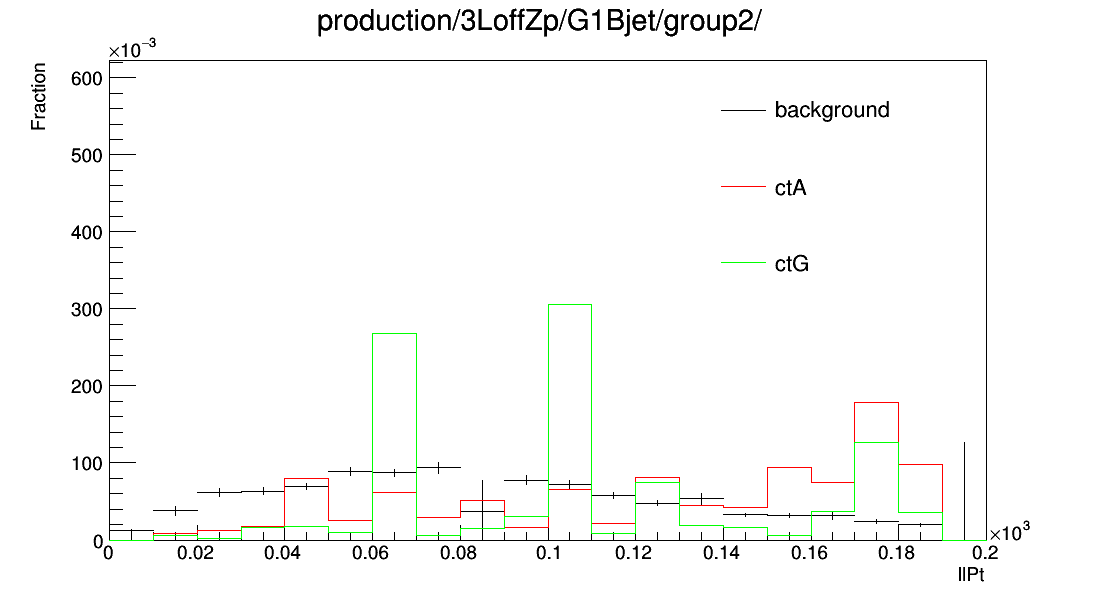 production/3LoffZp/G1Bjet/group2/
×10⁻³
Fraction
600
500
400
300
200
100
0
background
ctA
ctG
0 0.02 0.04 0.06 0.08 0.1 0.12 0.14 0.16 0.18 0.2
×10³
llPt